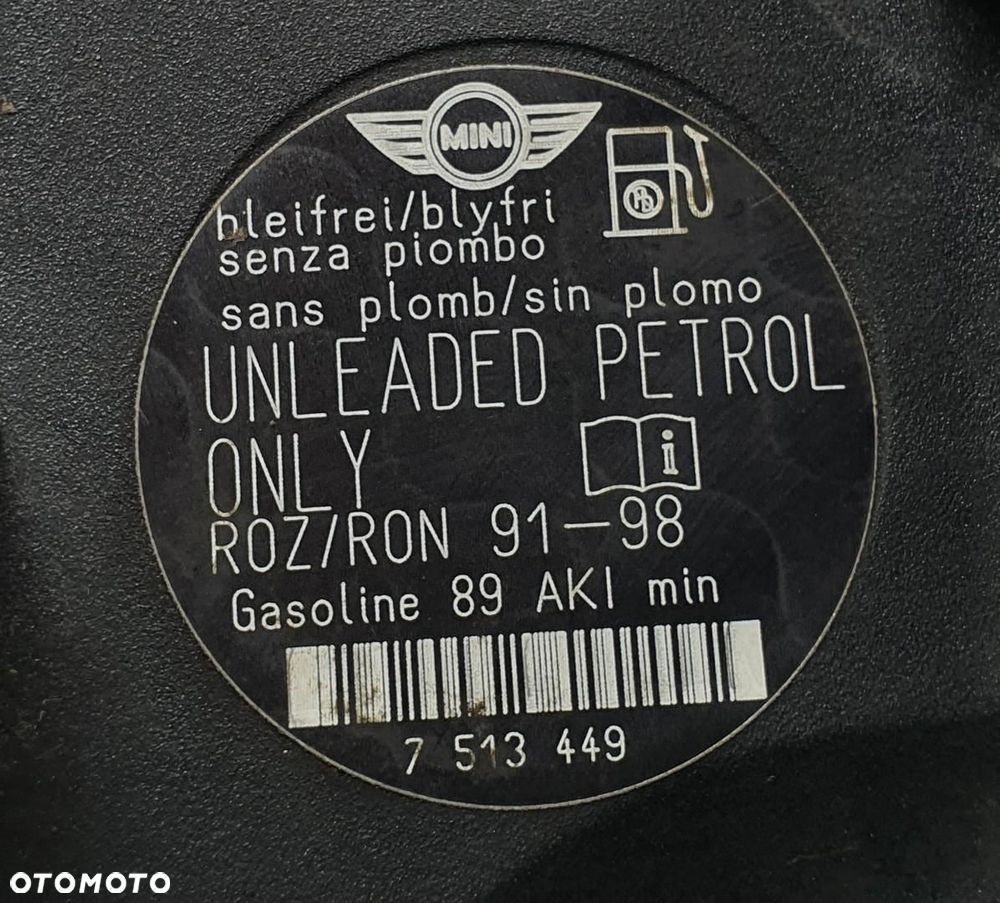 MINI
bleifrei/blyfri
senza piombo
sans plomb/sin plomo
UNLEADED PETROL
ONLY
i
ROZ/RON 91-98
Gasoline 89 AKI min
7 513 449
OTOMOTO